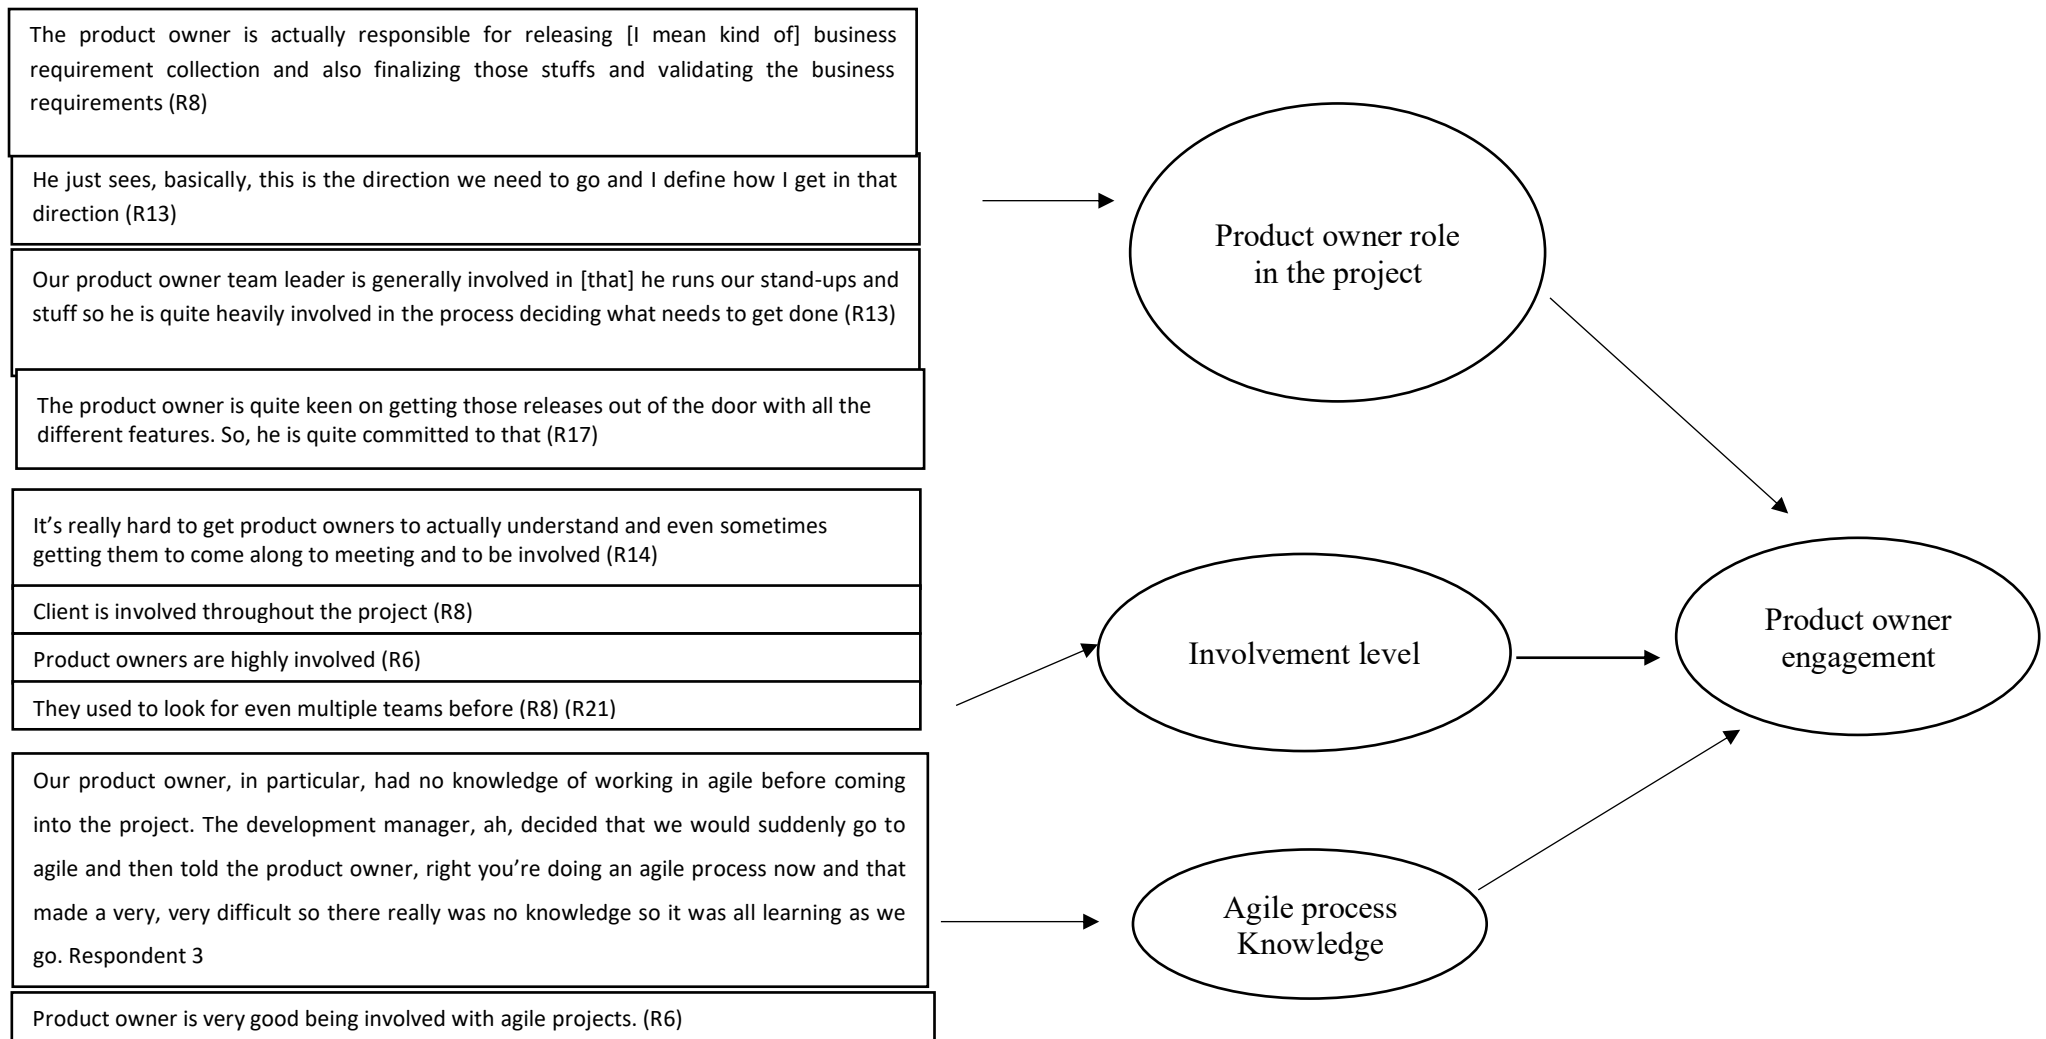 The product owner is actually responsible for releasing [I mean kind of] business
requirement collection and also finalizing those stuffs and validating the business
requirements (R8)
He just sees, basically, this is the direction we need to go and I define how I get in that
direction (R13)
Our product owner team leader is generally involved in [that] he runs our stand-ups and
stuff so he is quite heavily involved in the process deciding what needs to get done (R13)
The product owner is quite keen on getting those releases out of the door with all the
different features. So, he is quite committed to that (R17)
Product owner role
in the project
It’s really hard to get product owners to actually understand and even sometimes
getting them to come along to meeting and to be involved (R14)
Client is involved throughout the project (R8)
Product owners are highly involved (R6)
They used to look for even multiple teams before (R8) (R21)
Involvement level
Product owner
engagement
Our product owner, in particular, had no knowledge of working in agile before coming
into the project. The development manager, ah, decided that we would suddenly go to
agile and then told the product owner, right you’re doing an agile process now and that
made a very, very difficult so there really was no knowledge so it was all learning as we
go. Respondent 3
Product owner is very good being involved with agile projects. (R6)
Agile process
Knowledge